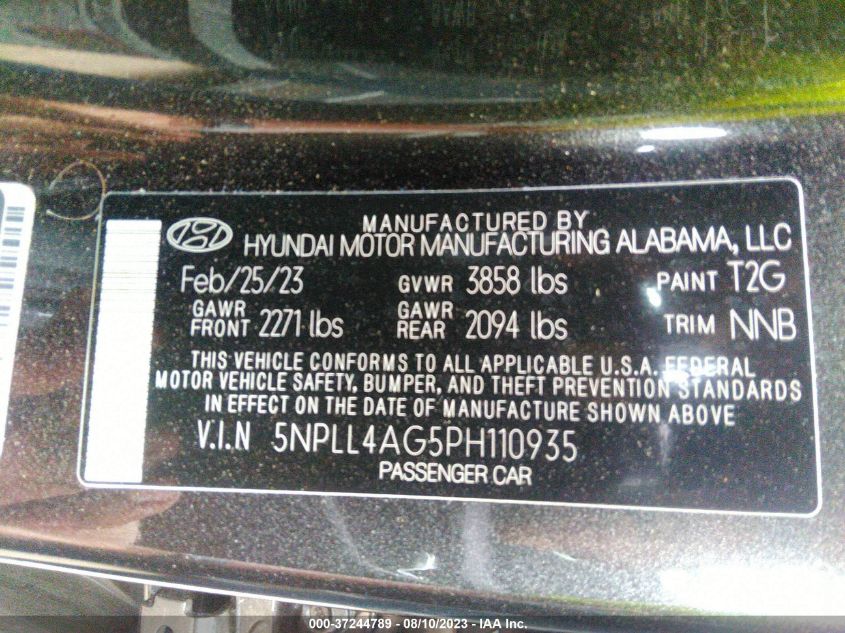 MANUFACTURED BY
HYUNDAI MOTOR MANUFACTURING ALABAMA, LLC
Feb/25/23 GVWR 3858 lbs PAINT T2G
GAWR FRONT 2271 lbs GAWR REAR 2094 lbs TRIM NNB
THIS VEHICLE CONFORMS TO ALL APPLICABLE U.S.A. FEDERAL
MOTOR VEHICLE SAFETY, BUMPER, AND THEFT PREVENTION STANDARDS
IN EFFECT ON THE DATE OF MANUFACTURE SHOWN ABOVE
V.I.N 5NPLL4AG5PH110935
PASSENGER CAR
000-37244789 - 08/10/2023 - IAA Inc.